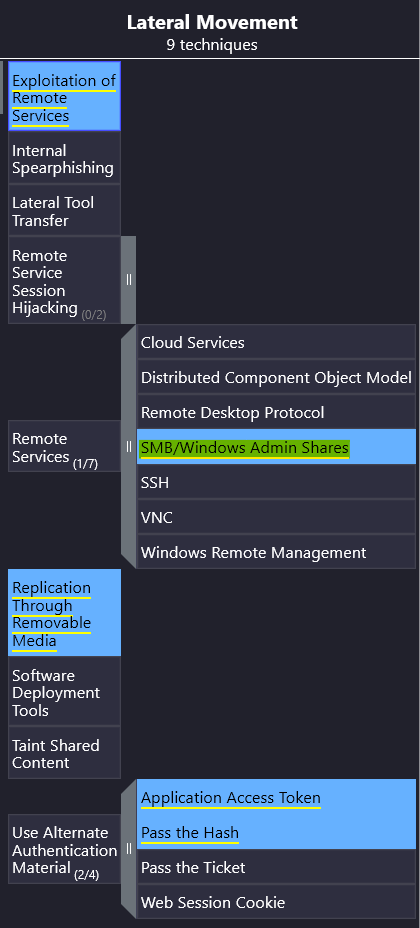 Lateral Movement
9 techniques
Exploitation of
Remote
Services
Internal
Spearphishing
Lateral Tool
Transfer
Remote
Service
Session
Hijacking (0/2)
Remote
Services (1/7)
Cloud Services
Distributed Component Object Model
Remote Desktop Protocol
SMB/Windows Admin Shares
SSH
VNC
Windows Remote Management
Replication
Through
Removable
Media
Software
Deployment
Tools
Taint Shared
Content
Use Alternate
Authentication
Material (2/4)
Application Access Token
Pass the Hash
Pass the Ticket
Web Session Cookie